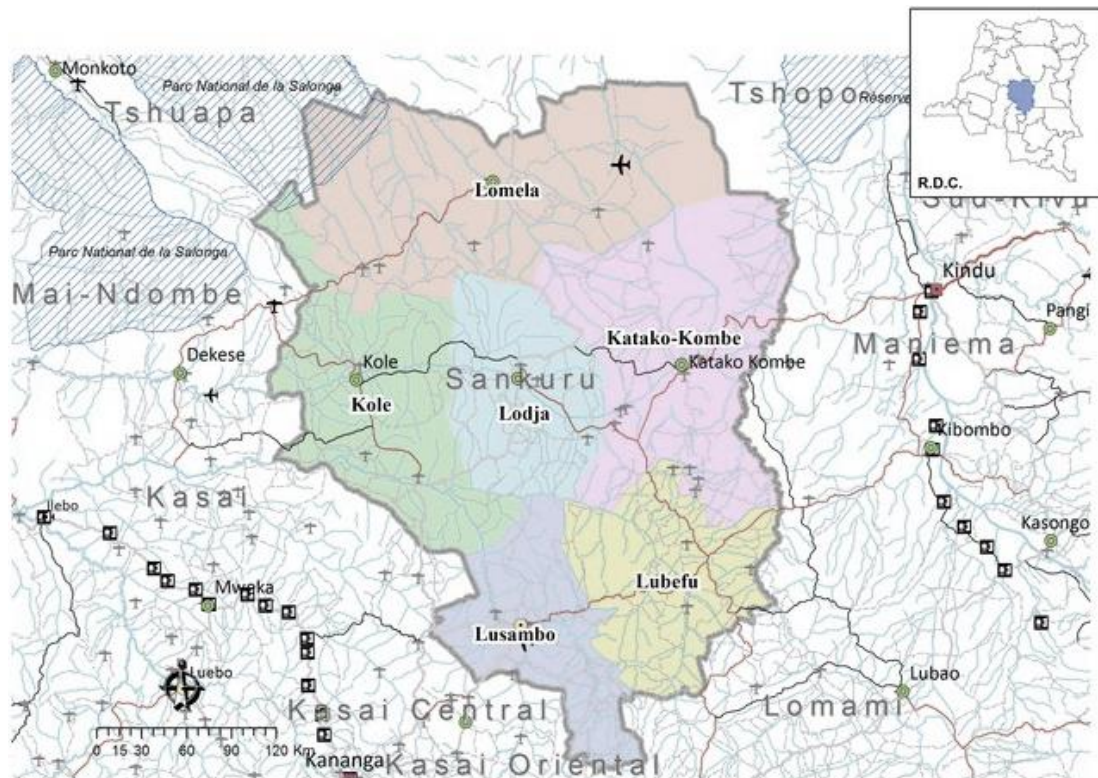 Monkoto
Parc National de la Salonga
Tshuapa
Tshopo
Réserve
R.D.C.
Sud-Kivu
Lomela
Parc National de la Salonga
Mai-Ndombe
Kindu
Pangi
Katako-Kombe
Maniema
Dekese
Kole
Sankuru
Katako Kombe
Kole
Lodja
Kibombo
Kasai
Ilebo
Kasongo
Mweka
Lubefu
Lusambo
Luebo
Lubao
Kasai Central
Lomami
0 15 30 60 90 120 Km
Kananga
Kasai Oriental